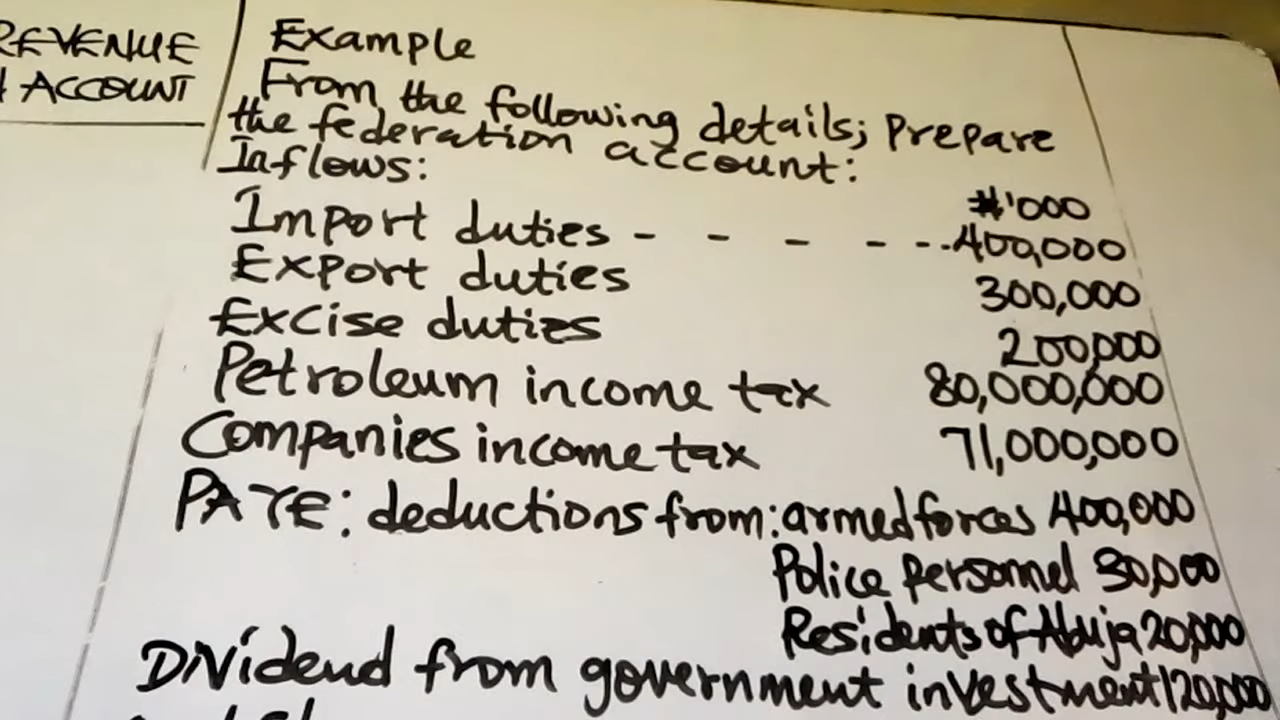 REVENUE
ACCOUNT
Example
From the following details; Prepare
the federation account:
Inflows:
₦'000
Import duties - - - - - - 400,000
Export duties 300,000
Excise duties 200,000
Petroleum income tax 80,000,000
Companies income tax 71,000,000
PAYE: deductions from: armed forces 400,000
Police Personnel 30,000
Residents of Abuja 20,000
Dividend from government investment 120,000